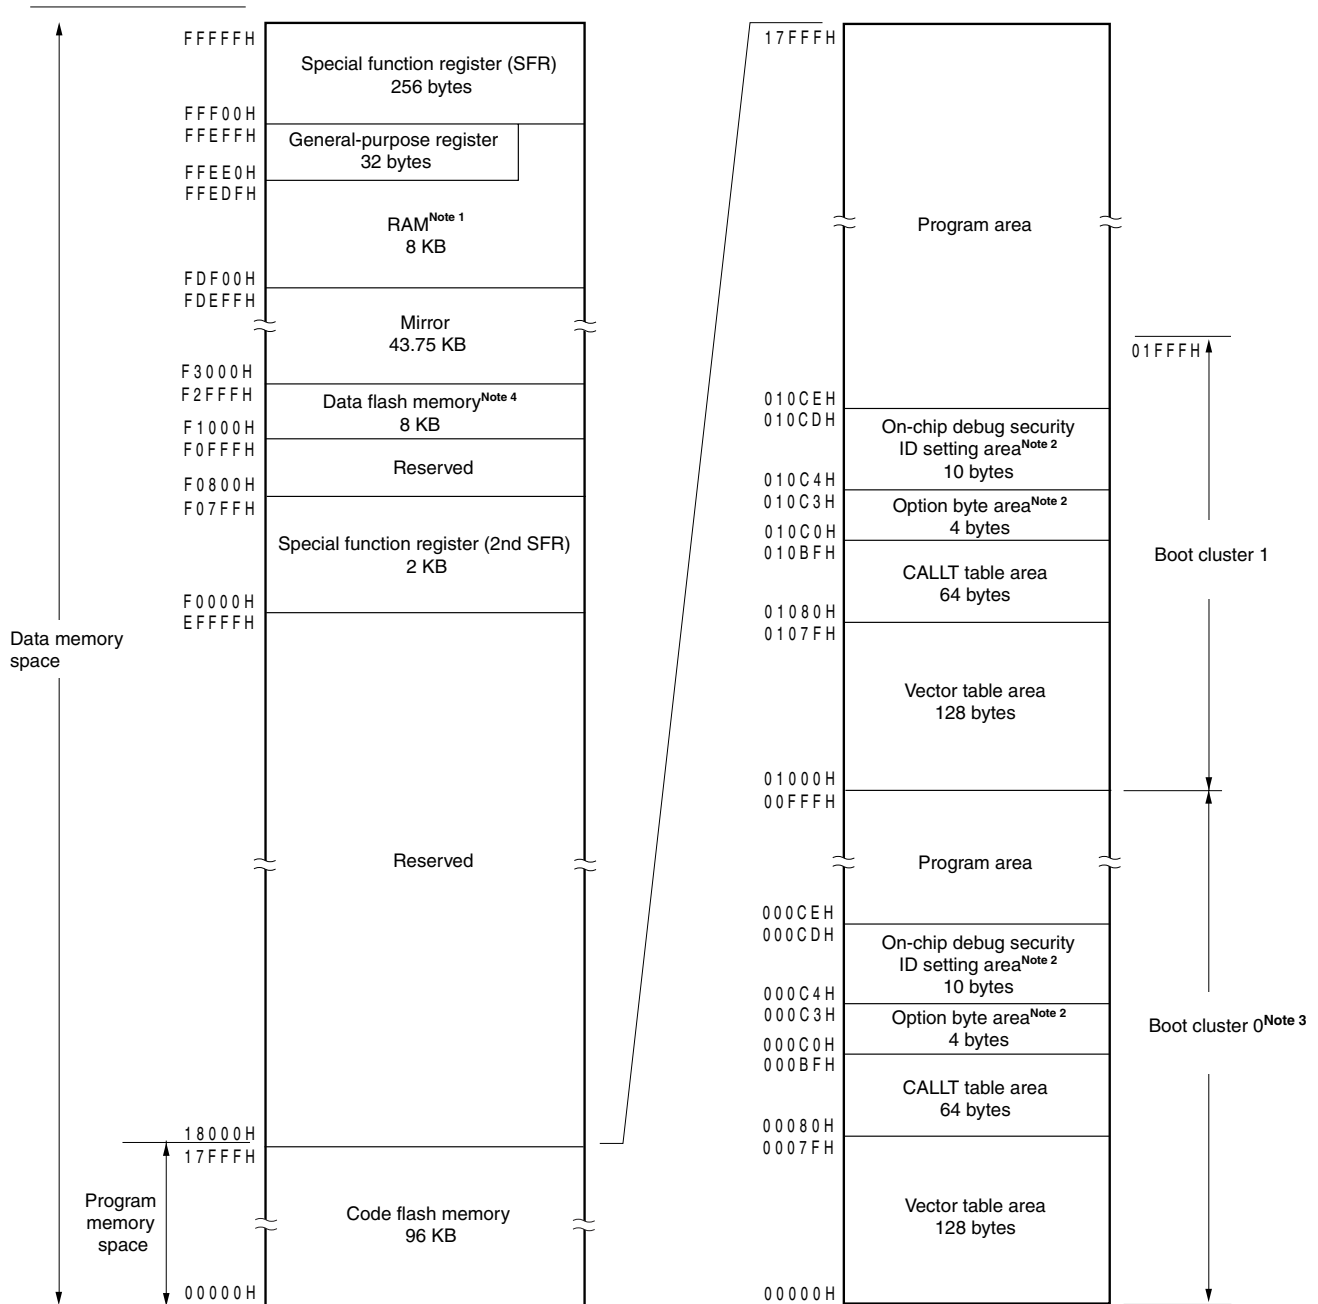 FFFFFH
Special function register (SFR)
256 bytes
FFF00H
FFEFFH
General-purpose register
32 bytes
FFEE0H
FFEDFH
RAMNote 1
8 KB
FDF00H
FDEFFH
Mirror
43.75 KB
F3000H
F2FFFH
Data flash memoryNote 4
8 KB
F1000H
F0FFFH
Reserved
F0800H
F07FFH
Special function register (2nd SFR)
2 KB
F0000H
EFFFFH
Data memory
space
Reserved
18000H
17FFFH
Program
memory
space
Code flash memory
96 KB
00000H
17FFFH
Program area
01FFFH
010CEH
010CDH
On-chip debug security
ID setting areaNote 2
10 bytes
010C4H
010C3H
Option byte areaNote 2
4 bytes
010C0H
010BFH
Boot cluster 1
CALLT table area
64 bytes
01080H
0107FH
Vector table area
128 bytes
01000H
00FFFH
Program area
000CEH
000CDH
On-chip debug security
ID setting areaNote 2
10 bytes
000C4H
000C3H
Option byte areaNote 2
4 bytes
Boot cluster 0Note 3
000C0H
000BFH
CALLT table area
64 bytes
00080H
0007FH
Vector table area
128 bytes
00000H